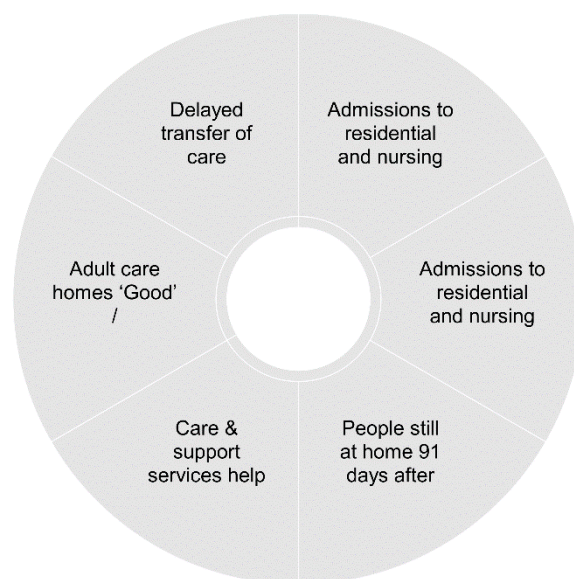 Delayed
transfer of
care
Admissions to
residential
and nursing
Adult care
homes ‘Good’
/
Admissions to
residential
and nursing
Care &
support
services help
People still
at home 91
days after